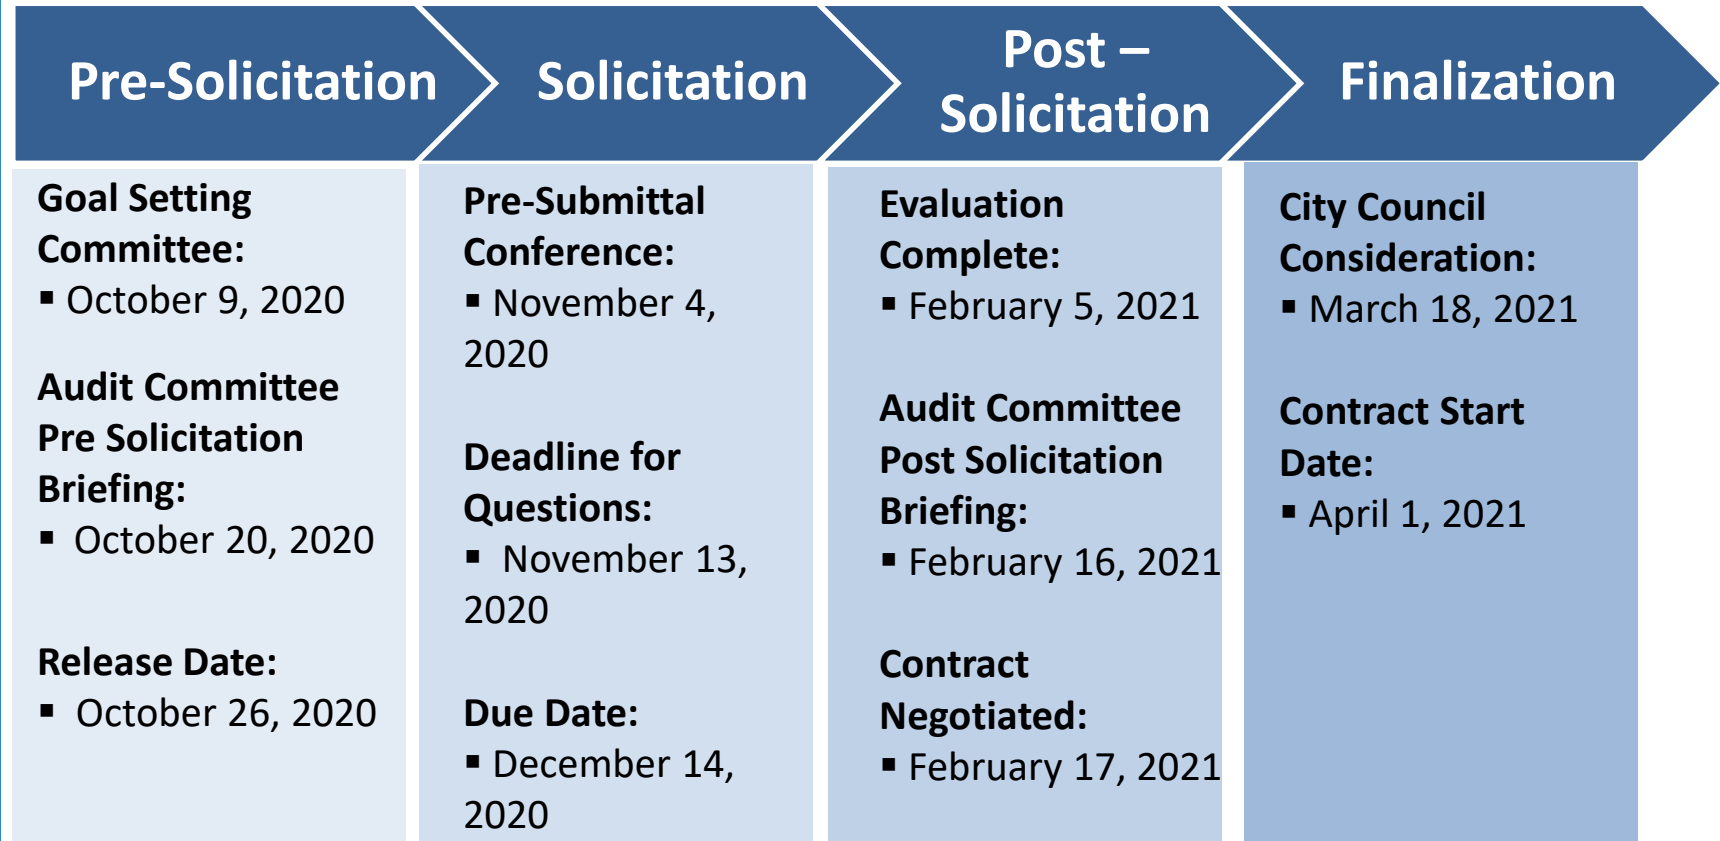 Pre-Solicitation
Solicitation
Post –
Solicitation
Finalization
Goal Setting
Committee:
▪ October 9, 2020
Audit Committee
Pre Solicitation
Briefing:
▪ October 20, 2020
Release Date:
▪ October 26, 2020
Pre-Submittal
Conference:
▪ November 4,
2020
Deadline for
Questions:
▪ November 13,
2020
Due Date:
▪ December 14,
2020
Evaluation
Complete:
▪ February 5, 2021
Audit Committee
Post Solicitation
Briefing:
▪ February 16, 2021
Contract
Negotiated:
▪ February 17, 2021
City Council
Consideration:
▪ March 18, 2021
Contract Start
Date:
▪ April 1, 2021